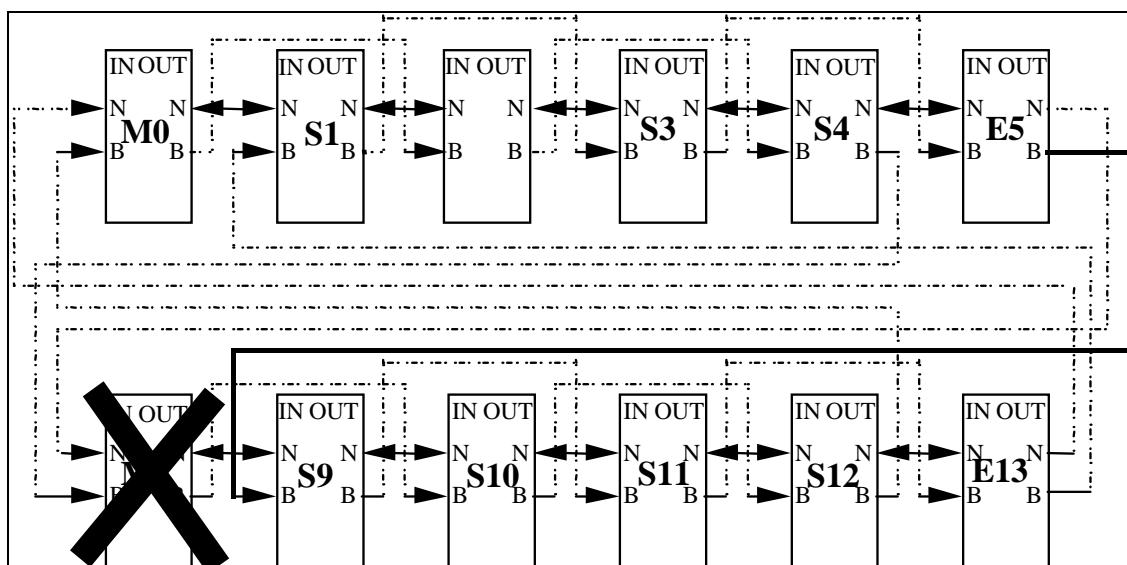 IN OUT IN OUT IN OUT IN OUT IN OUT IN OUT
N N N N N N N N N N N N
M0 S1 S3 S4 E5
B B B B B B B B B B B B
OUT IN OUT IN OUT IN OUT IN OUT IN OUT
N N N N N N N N N N N N
S9 S10 S11 S12 E13
B B B B B B B B B B B B